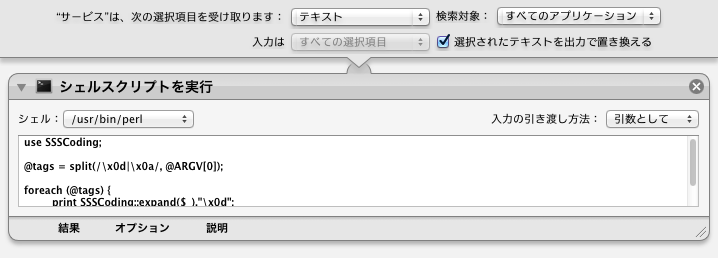 “サービス”は、次の選択項目を受け取ります： テキスト 検索対象： すべてのアプリケーション
入力は すべての選択項目 選択されたテキストを出力で置き換える
シェルスクリプトを実行
シェル： /usr/bin/perl 入力の引き渡し方法： 引数として
use SSSCoding;
@tags = split(/\x0d|\x0a/, @ARGV[0]);
foreach (@tags) {
print SSSCoding::expand($_)."\x0d";
結果 オプション 説明